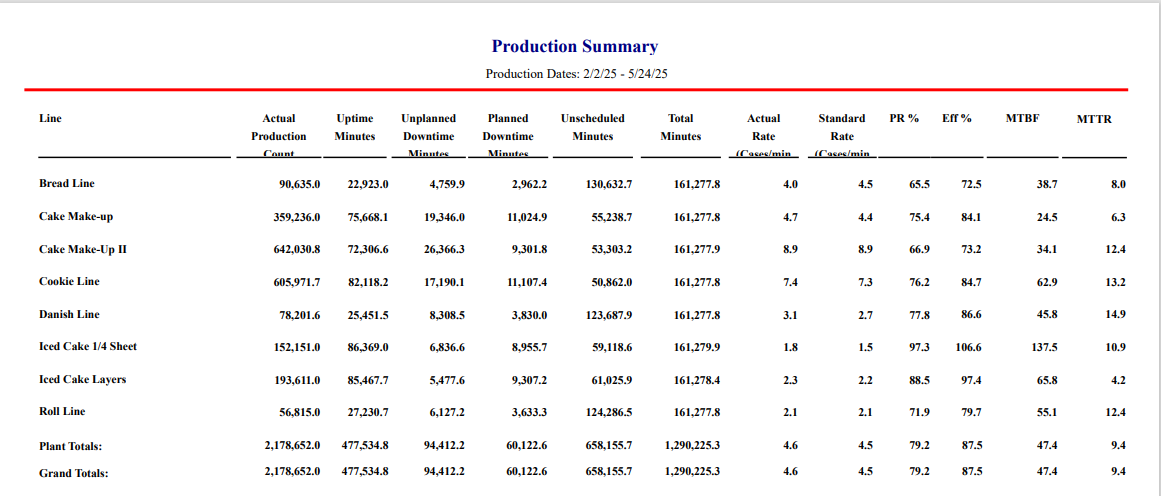 Production Summary
Production Dates: 2/2/25 - 5/24/25
Line Actual Production Count Uptime Minutes Unplanned Downtime Minutes Planned Downtime Minutes Unscheduled Minutes Total Minutes Actual Rate (Cases/min Standard Rate (Cases/min PR % Eff % MTBF MTTR
Bread Line 90,635.0 22,923.0 4,759.9 2,962.2 130,632.7 161,277.8 4.0 4.5 65.5 72.5 38.7 8.0
Cake Make-up 359,236.0 75,668.1 19,346.0 11,024.9 55,238.7 161,277.8 4.7 4.4 75.4 84.1 24.5 6.3
Cake Make-Up II 642,030.8 72,306.6 26,366.3 9,301.8 53,303.2 161,277.9 8.9 8.9 66.9 73.2 34.1 12.4
Cookie Line 605,971.7 82,118.2 17,190.1 11,107.4 50,862.0 161,277.8 7.4 7.3 76.2 84.7 62.9 13.2
Danish Line 78,201.6 25,451.5 8,308.5 3,830.0 123,687.9 161,277.8 3.1 2.7 77.8 86.6 45.8 14.9
Iced Cake 1/4 Sheet 152,151.0 86,369.0 6,836.6 8,955.7 59,118.6 161,279.9 1.8 1.5 97.3 106.6 137.5 10.9
Iced Cake Layers 193,611.0 85,467.7 5,477.6 9,307.2 61,025.9 161,278.4 2.3 2.2 88.5 97.4 65.8 4.2
Roll Line 56,815.0 27,230.7 6,127.2 3,633.3 124,286.5 161,277.8 2.1 2.1 71.9 79.7 55.1 12.4
Plant Totals: 2,178,652.0 477,534.8 94,412.2 60,122.6 658,155.7 1,290,225.3 4.6 4.5 79.2 87.5 47.4 9.4
Grand Totals: 2,178,652.0 477,534.8 94,412.2 60,122.6 658,155.7 1,290,225.3 4.6 4.5 79.2 87.5 47.4 9.4